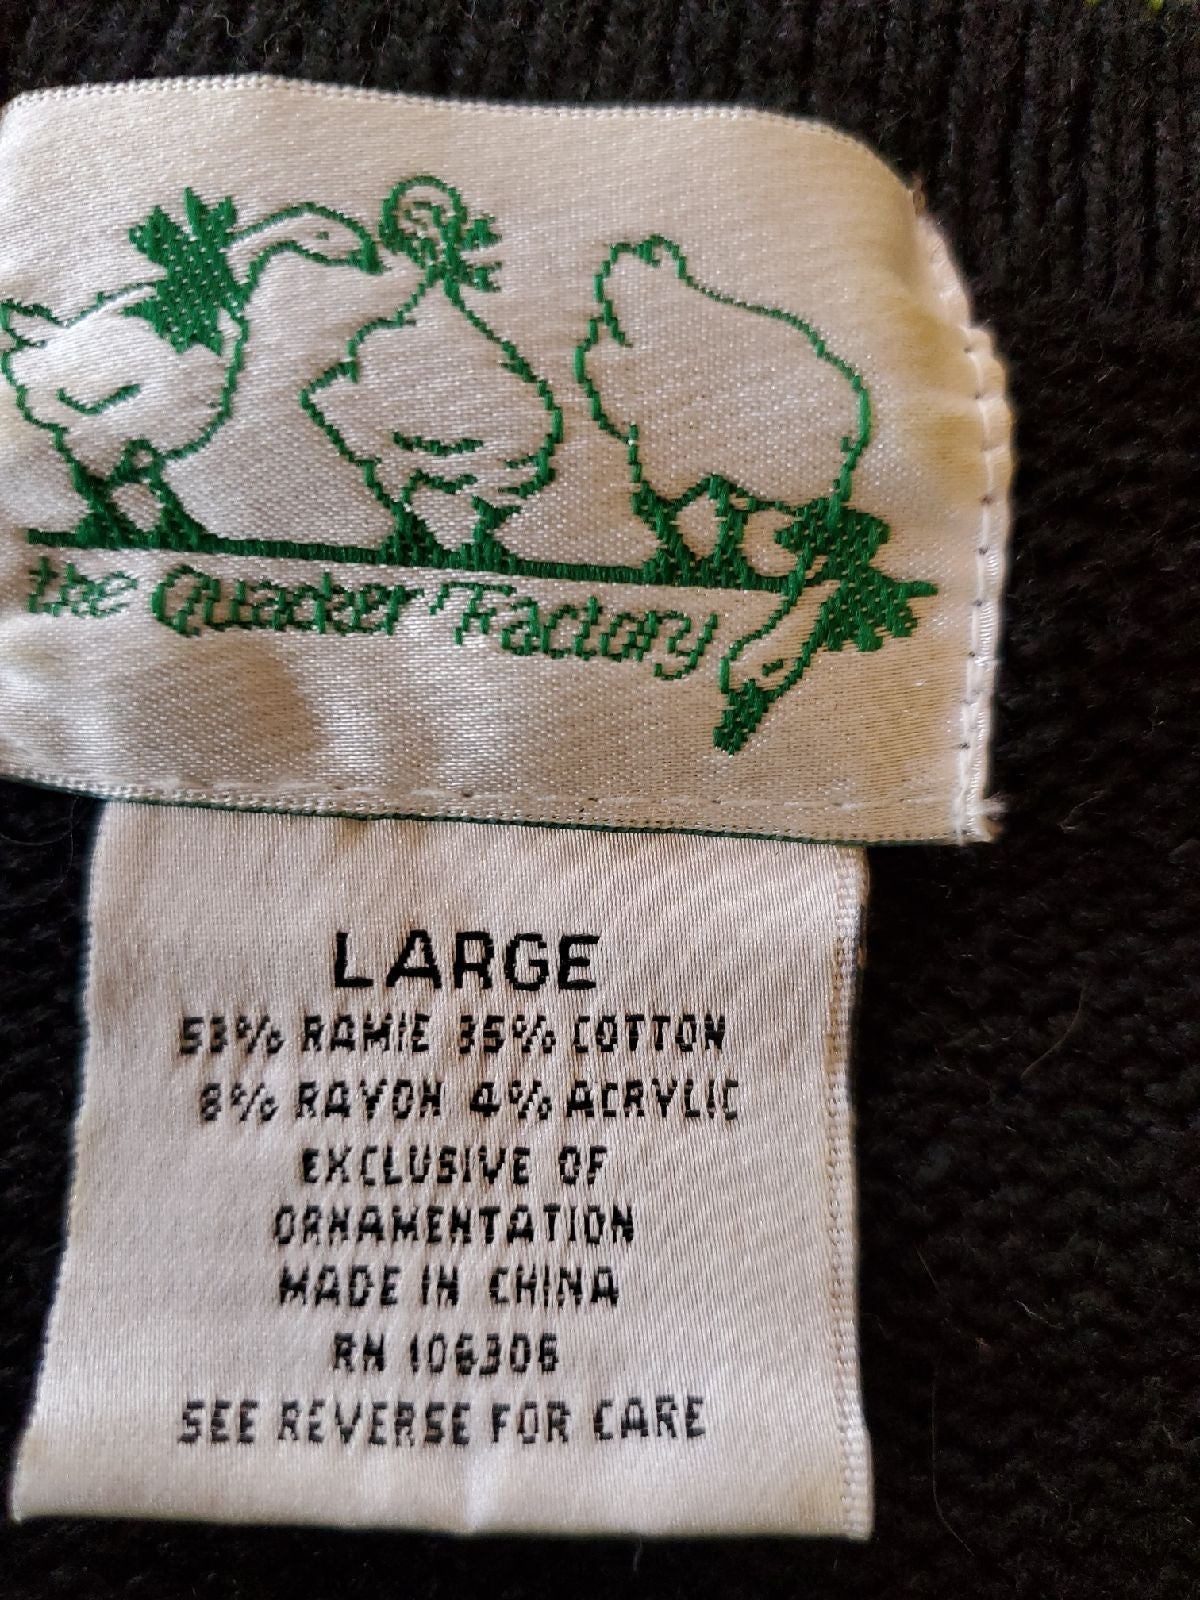 the Quacker Factory
LARGE
53% RAMIE 35% COTTON
8% RAYON 4% ACRYLIC
EXCLUSIVE OF
ORNAMENTATION
MADE IN CHINA
RN 106306
SEE REVERSE FOR CARE